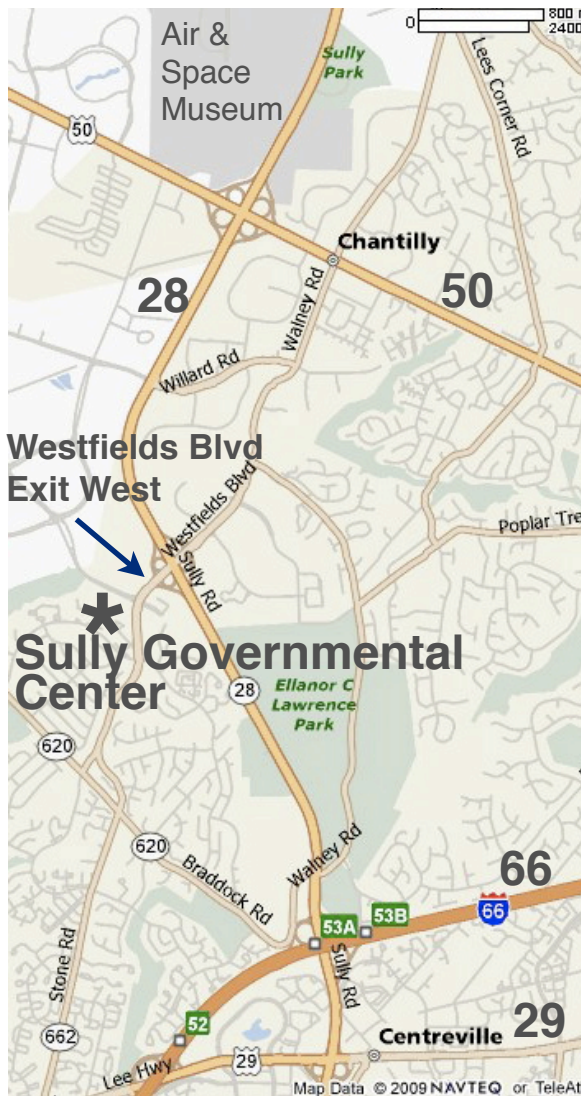 0
800
2400
Air &
Space
Museum
Sully
Park
Lees Corner Rd
50
Chantilly
28
50
Walney Rd
Willard Rd
Westfields Blvd
Exit West
Westfields Blvd
Sully Rd
Poplar Tre
*
Sully Governmental
Center
28
Ellanor C
Lawrence
Park
620
620
Braddock Rd
Walney Rd
66
66
53A
53B
Stone Rd
Sully Rd
52
29
662
Centreville
29
Lee Hwy
Map Data © 2009 NAVTEQ or TeleAt